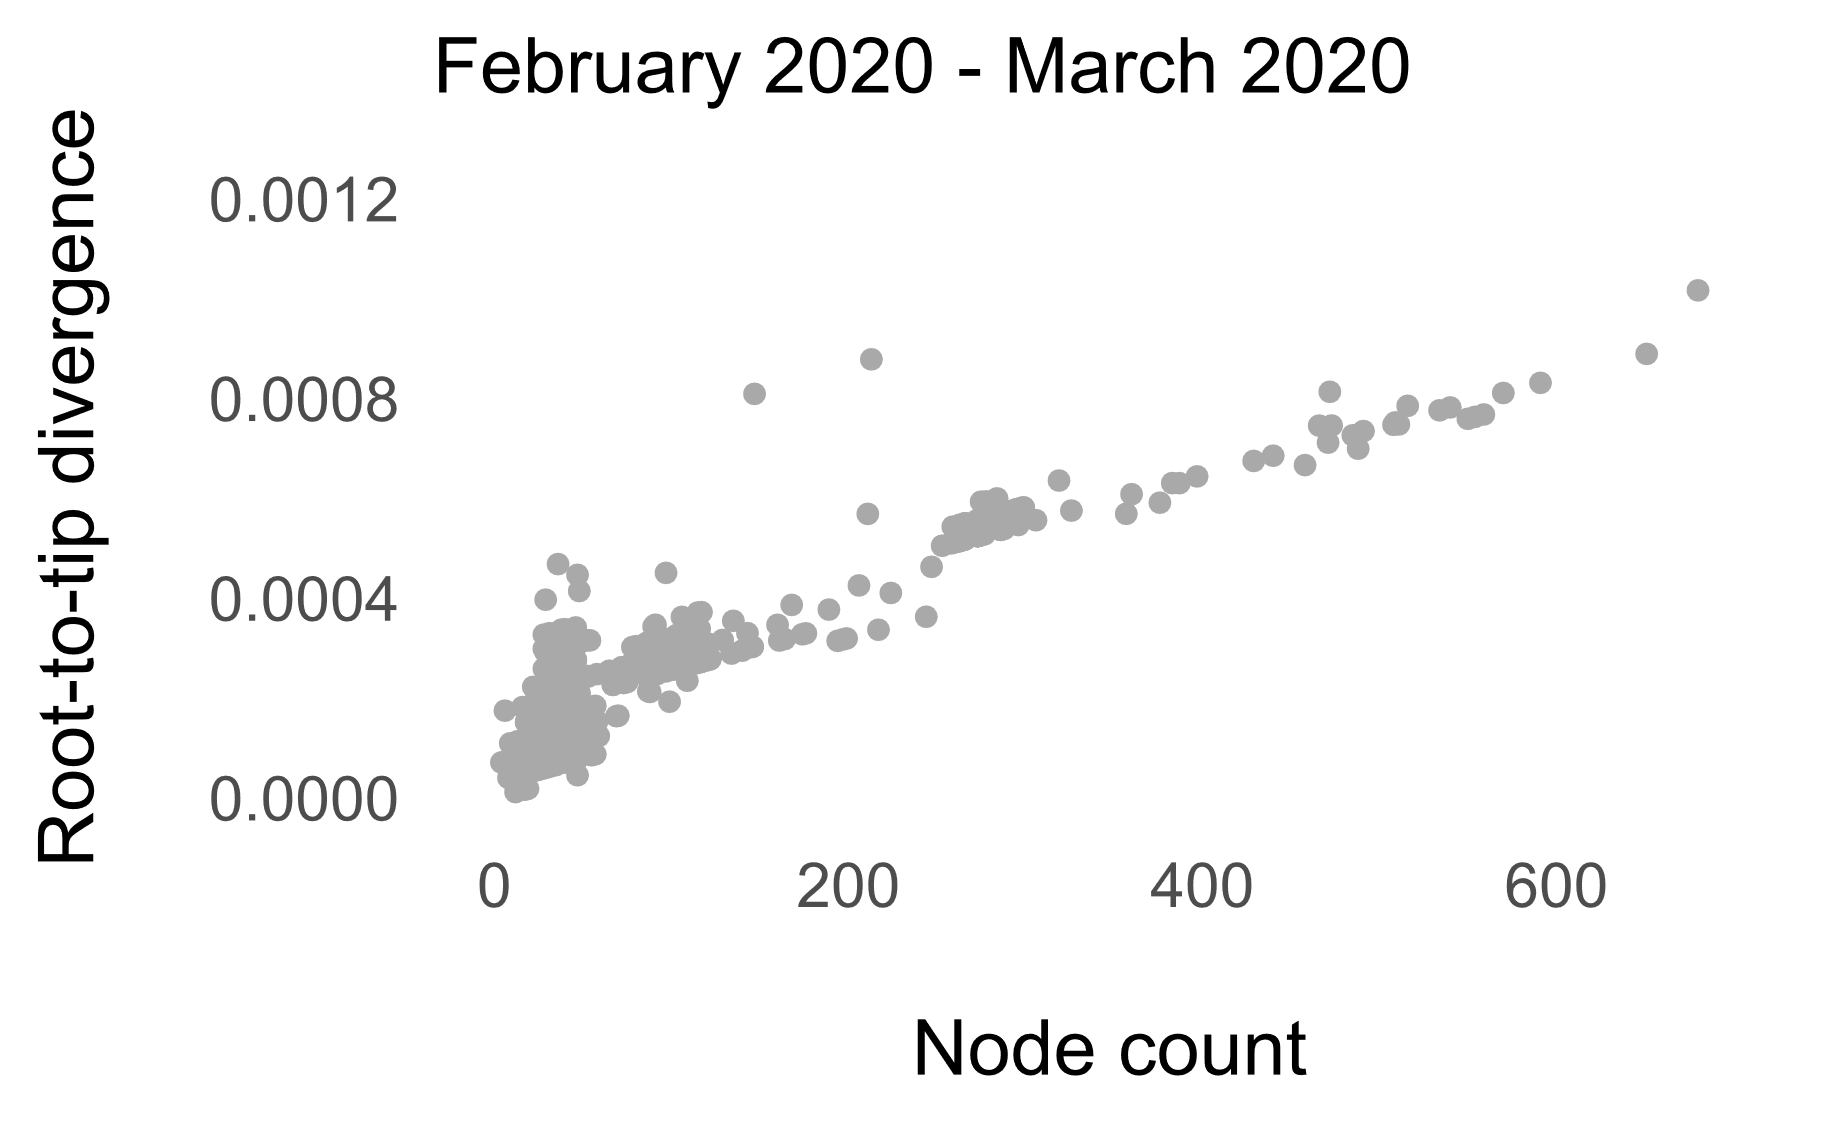 February 2020 - March 2020
Root-to-tip divergence
0.0012
0.0008
0.0004
0.0000
0 200 400 600
Node count